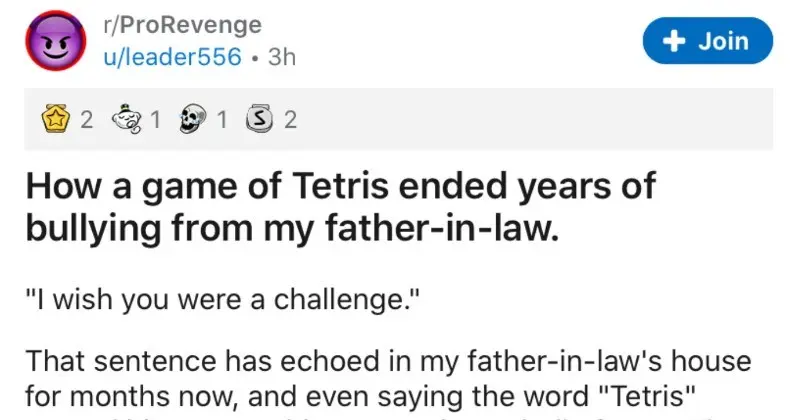 r/ProRevenge
u/leader556 • 3h
+ Join
2 1 1 S 2
How a game of Tetris ended years of
bullying from my father-in-law.
"I wish you were a challenge."
That sentence has echoed in my father-in-law's house
for months now, and even saying the word "Tetris"